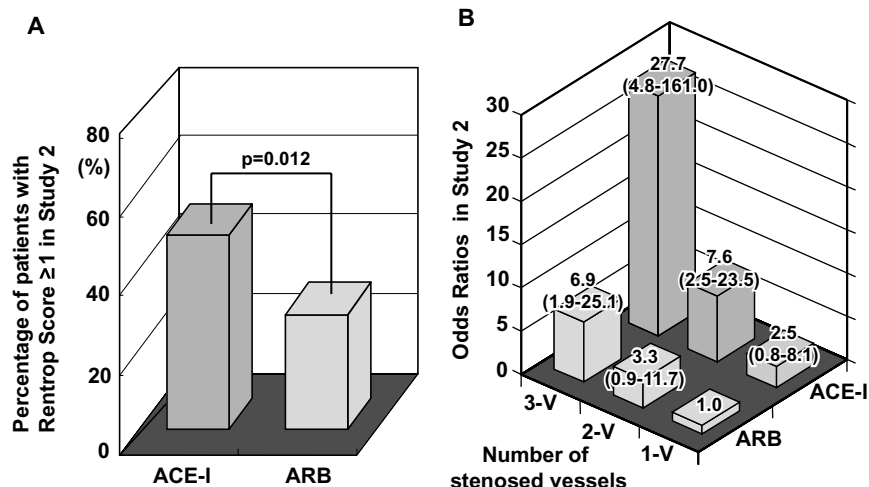 A
Percentage of patients with
Rentrop Score ≥1 in Study 2
80
(%)
60
40
20
0
p=0.012
ACE-I
ARB
B
Odds Ratios in Study 2
30
25
20
15
10
5
0
27.7
(4.8-161.0)
7.6
(2.5-23.5)
2.5
(0.8-8.1)
6.9
(1.9-25.1)
3.3
(0.9-11.7)
1.0
3-V
2-V
1-V
ARB
ACE-I
Number of
stenosed vessels